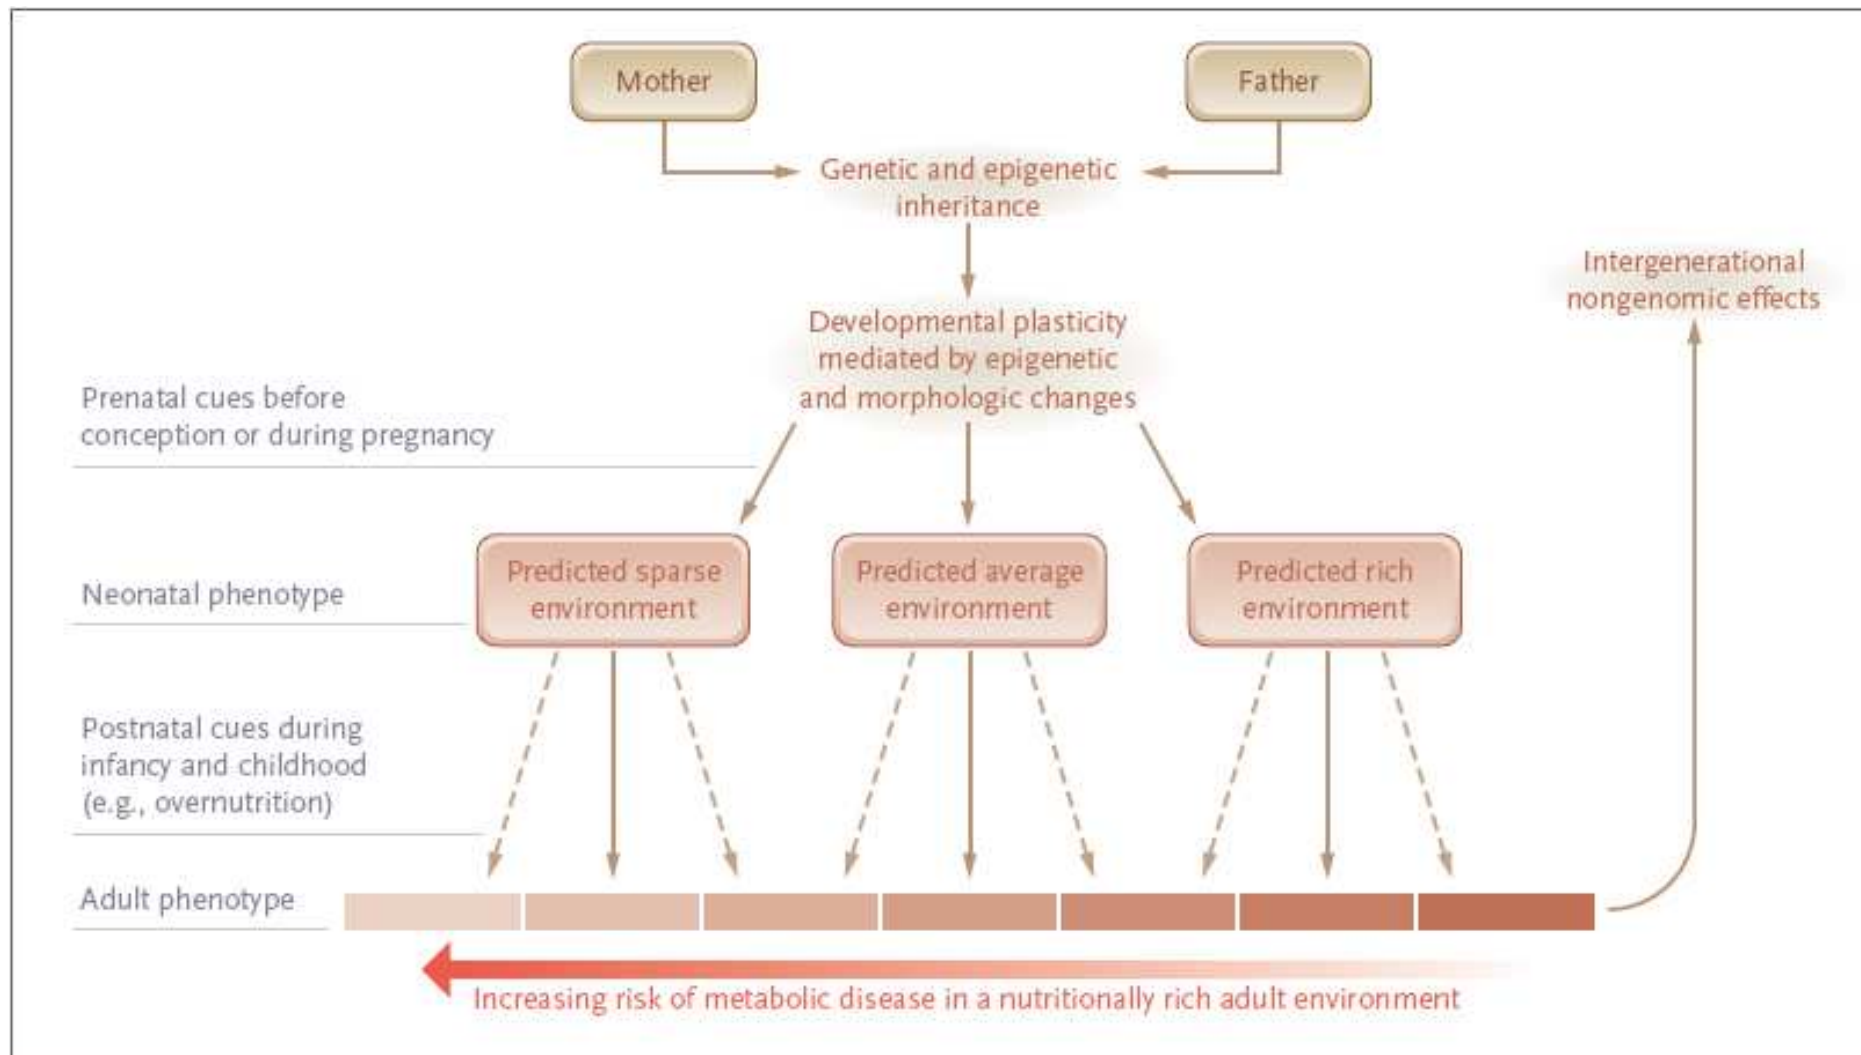 Mother
Father
Genetic and epigenetic
inheritance
Intergenerational
nongenomic effects
Developmental plasticity
mediated by epigenetic
and morphologic changes
Prenatal cues before
conception or during pregnancy
Neonatal phenotype
Predicted sparse
environment
Predicted average
environment
Predicted rich
environment
Postnatal cues during
infancy and childhood
(e.g., overnutrition)
Adult phenotype
Increasing risk of metabolic disease in a nutritionally rich adult environment